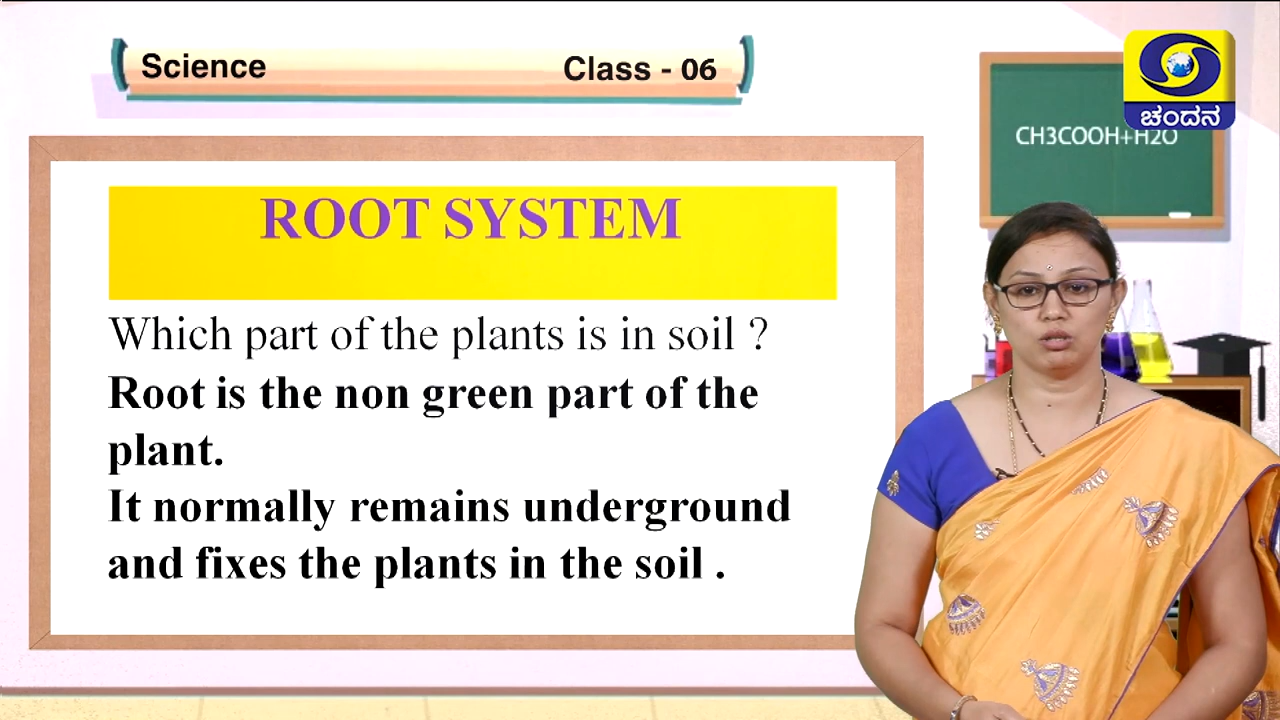 Science
Class - 06
ಚಂದನ
CH3COOH+H2O
ROOT SYSTEM
Which part of the plants is in soil ?
Root is the non green part of the
plant.
It normally remains underground
and fixes the plants in the soil .